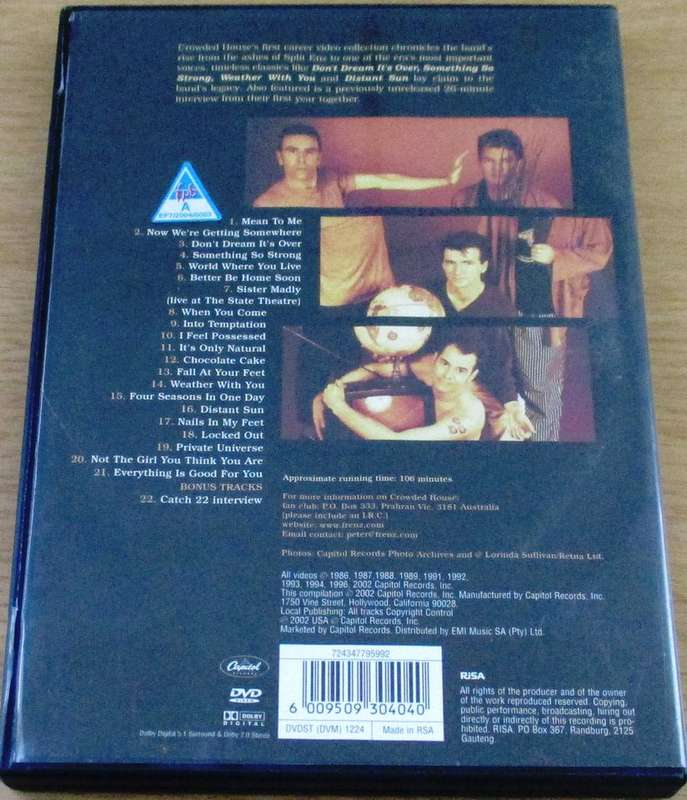 Crowded House's first career video collection chronicles the band's
rise from the ashes of Split Enz to one of the era's most important
voices. timeless classics like Don't Dream It's Over, Something So
Strong, Weather With You and Distant Sun lay claim to the
band's legacy. Also featured is a previously unreleased 26-minute
interview from their first year together.
fpb
A
1. Mean To Me
2. Now We're Getting Somewhere
3. Don't Dream It's Over
4. Something So Strong
5. World Where You Live
6. Better Be Home Soon
7. Sister Madly
(live at The State Theatre)
8. When You Come
9. Into Temptation
10. I Feel Possessed
11. It's Only Natural
12. Chocolate Cake
13. Fall At Your Feet
14. Weather With You
15. Four Seasons In One Day
16. Distant Sun
17. Nails In My Feet
18. Locked Out
19. Private Universe
20. Not The Girl You Think You Are
21. Everything Is Good For You
BONUS TRACKS
22. Catch 22 interview
Approximate running time: 106 minutes
For more information on Crowded House:
fan club: P.O. Box 333, Prahran Vic, 3181 Australia
(please include an I.R.C.)
website: www.frenz.com
Email contact: peter@frenz.com
Photos: Capitol Records Photo Archives and @ Lorinda Sullivan/Retna Ltd.
All videos ℗ 1986, 1987,1988, 1989, 1991, 1992,
1993, 1994, 1996, 2002 Capitol Records, Inc.
This compilation ℗ 2002 Capitol Records, Inc. Manufactured by Capitol Records, Inc.
1750 Vine Street, Hollywood, California 90028.
Local Publishing: All tracks Copyright Control
℗ 2002 USA © Capitol Records, Inc.
Marketed by Capitol Records, Distributed by EMI Music SA (Pty) Ltd.
Capitol
RECORDS
DVD
VIDEO
DOLBY
DIGITAL
Dolby Digital 5.1 Surround & Dolby 2.0 Stereo
724347795992
6 009509 304040
DVDST (DVM) 1224
Made in RSA
RiSA
All rights of the producer and of the owner
of the work reproduced reserved. Copying,
public performance, broadcasting, hiring out
directly or indirectly of this recording is pro-
hibited. RISA. PO Box 367, Randburg, 2125
Gauteng.